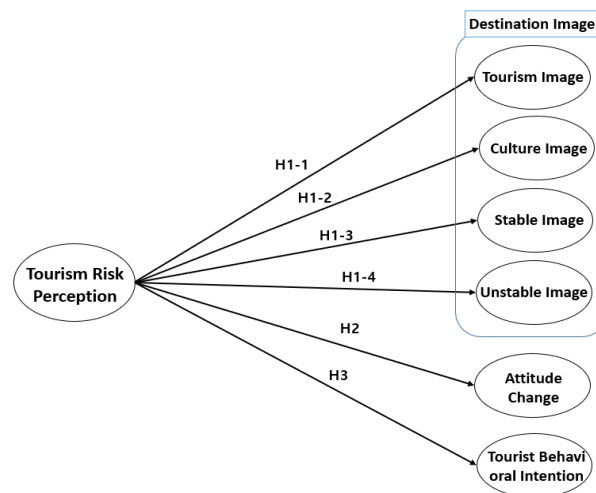 Destination Image
Tourism Image
H1-1
Culture Image
H1-2
Stable Image
H1-3
Tourism Risk
Perception
H1-4
Unstable Image
H2
Attitude
Change
H3
Tourist Behavi
oral Intention